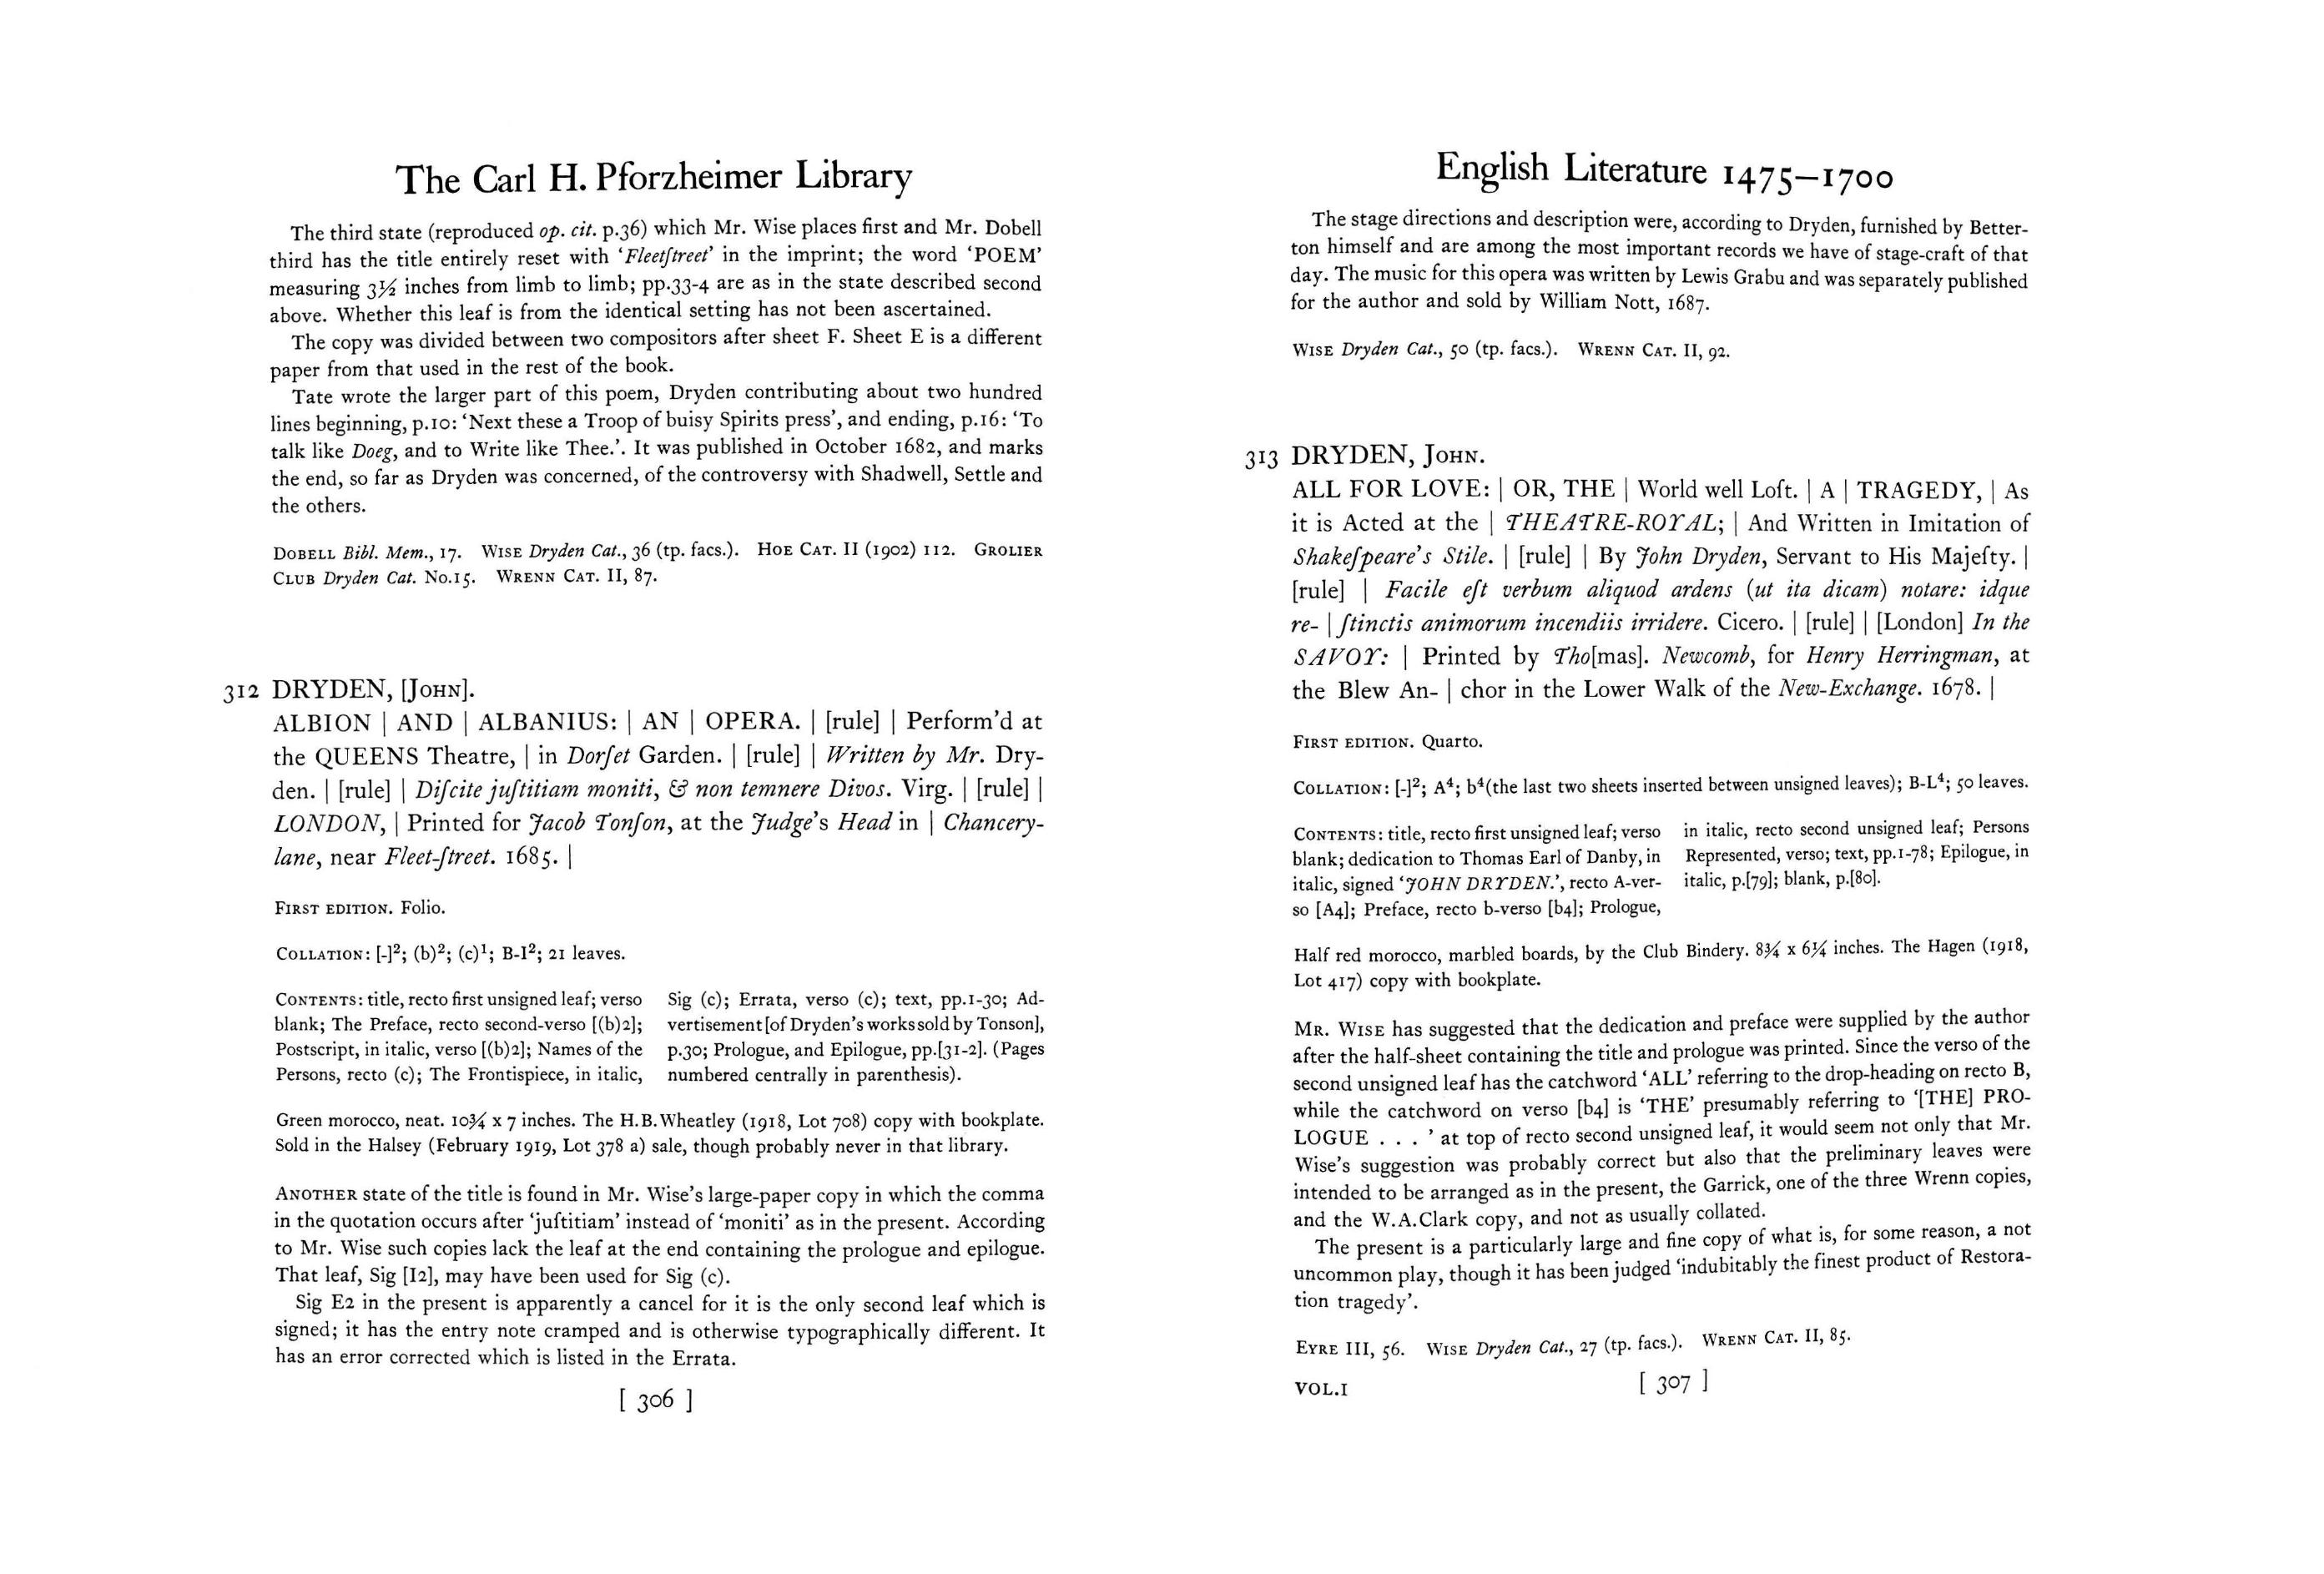 The Carl H. Pforzheimer Library
The third state (reproduced op. cit. p.36) which Mr. Wise places first and Mr. Dobell
third has the title entirely reset with ‘Fleetſtreet’ in the imprint; the word ‘POEM’
measuring 3½ inches from limb to limb; pp.33-4 are as in the state described second
above. Whether this leaf is from the identical setting has not been ascertained.
The copy was divided between two compositors after sheet F. Sheet E is a different
paper from that used in the rest of the book.
Tate wrote the larger part of this poem, Dryden contributing about two hundred
lines beginning, p.10: ‘Next these a Troop of buisy Spirits press’, and ending, p.16: ‘To
talk like Doeg, and to Write like Thee.’. It was published in October 1682, and marks
the end, so far as Dryden was concerned, of the controversy with Shadwell, Settle and
the others.
DOBELL Bibl. Mem., 17. WISE Dryden Cat., 36 (tp. facs.). HOE CAT. II (1902) 112. GROLIER
CLUB Dryden Cat. No.15. WRENN CAT. II, 87.
312 DRYDEN, [JOHN].
ALBION | AND | ALBANIUS: | AN | OPERA. | [rule] | Perform’d at
the QUEENS Theatre, | in Dorſet Garden. | [rule] | Written by Mr. Dry-
den. | [rule] | Diſcite juſtitiam moniti, & non temnere Divos. Virg. | [rule] |
LONDON, | Printed for Jacob Tonſon, at the Judge’s Head in | Chancery-
lane, near Fleet-ſtreet. 1685. |
FIRST EDITION. Folio.
COLLATION: [-]²; (b)²; (c)¹; B-I²; 21 leaves.
CONTENTS: title, recto first unsigned leaf; verso
blank; The Preface, recto second-verso [(b)2];
Postscript, in italic, verso [(b)2]; Names of the
Persons, recto (c); The Frontispiece, in italic,
Sig (c); Errata, verso (c); text, pp.1-30; Ad-
vertisement [of Dryden’s works sold by Tonson],
p.30; Prologue, and Epilogue, pp.[31-2]. (Pages
numbered centrally in parenthesis).
Green morocco, neat. 10¾ x 7 inches. The H.B.Wheatley (1918, Lot 708) copy with bookplate.
Sold in the Halsey (February 1919, Lot 378 a) sale, though probably never in that library.
ANOTHER state of the title is found in Mr. Wise’s large-paper copy in which the comma
in the quotation occurs after ‘juſtitiam’ instead of ‘moniti’ as in the present. According
to Mr. Wise such copies lack the leaf at the end containing the prologue and epilogue.
That leaf, Sig [I2], may have been used for Sig (c).
Sig E2 in the present is apparently a cancel for it is the only second leaf which is
signed; it has the entry note cramped and is otherwise typographically different. It
has an error corrected which is listed in the Errata.
[ 306 ]
English Literature 1475–1700
The stage directions and description were, according to Dryden, furnished by Better-
ton himself and are among the most important records we have of stage-craft of that
day. The music for this opera was written by Lewis Grabu and was separately published
for the author and sold by William Nott, 1687.
WISE Dryden Cat., 50 (tp. facs.). WRENN CAT. II, 92.
313 DRYDEN, JOHN.
ALL FOR LOVE: | OR, THE | World well Loſt. | A | TRAGEDY, | As
it is Acted at the | THEATRE-ROYAL; | And Written in Imitation of
Shakeſpeare’s Stile. | [rule] | By John Dryden, Servant to His Majeſty. |
[rule] | Facile eſt verbum aliquod ardens (ut ita dicam) notare: idque
re- | ſtinctis animorum incendiis irridere. Cicero. | [rule] | [London] In the
SAVOY: | Printed by Tho[mas]. Newcomb, for Henry Herringman, at
the Blew An- | chor in the Lower Walk of the New-Exchange. 1678. |
FIRST EDITION. Quarto.
COLLATION: [-]²; A⁴; b⁴(the last two sheets inserted between unsigned leaves); B-L⁴; 50 leaves.
CONTENTS: title, recto first unsigned leaf; verso
blank; dedication to Thomas Earl of Danby, in
italic, signed ‘JOHN DRYDEN.’, recto A-ver-
so [A4]; Preface, recto b-verso [b4]; Prologue,
in italic, recto second unsigned leaf; Persons
Represented, verso; text, pp.1-78; Epilogue, in
italic, p.[79]; blank, p.[80].
Half red morocco, marbled boards, by the Club Bindery. 8¾ x 6¼ inches. The Hagen (1918,
Lot 417) copy with bookplate.
MR. WISE has suggested that the dedication and preface were supplied by the author
after the half-sheet containing the title and prologue was printed. Since the verso of the
second unsigned leaf has the catchword ‘ALL’ referring to the drop-heading on recto B,
while the catchword on verso [b4] is ‘THE’ presumably referring to ‘[THE] PRO-
LOGUE . . . ’ at top of recto second unsigned leaf, it would seem not only that Mr.
Wise’s suggestion was probably correct but also that the preliminary leaves were
intended to be arranged as in the present, the Garrick, one of the three Wrenn copies,
and the W.A.Clark copy, and not as usually collated.
The present is a particularly large and fine copy of what is, for some reason, a not
uncommon play, though it has been judged ‘indubitably the finest product of Restora-
tion tragedy’.
EYRE III, 56. WISE Dryden Cat., 27 (tp. facs.). WRENN CAT. II, 85.
VOL.I
[ 307 ]